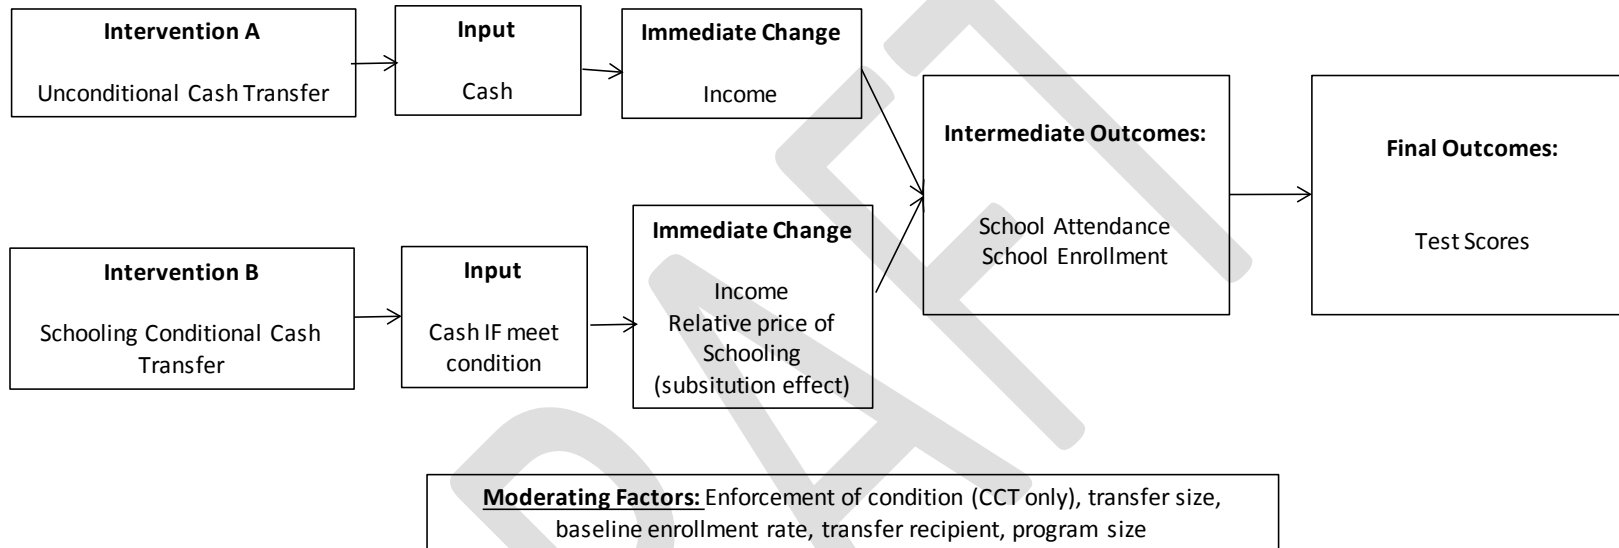 Intervention A
Unconditional Cash Transfer
Input
Cash
Immediate Change
Income
Intermediate Outcomes:
School Attendance
School Enrollment
Final Outcomes:
Test Scores
Intervention B
Schooling Conditional Cash
Transfer
Input
Cash IF meet
condition
Immediate Change
Income
Relative price of
Schooling
(subsitution effect)
Moderating Factors: Enforcement of condition (CCT only), transfer size,
baseline enrollment rate, transfer recipient, program size
DRAFT